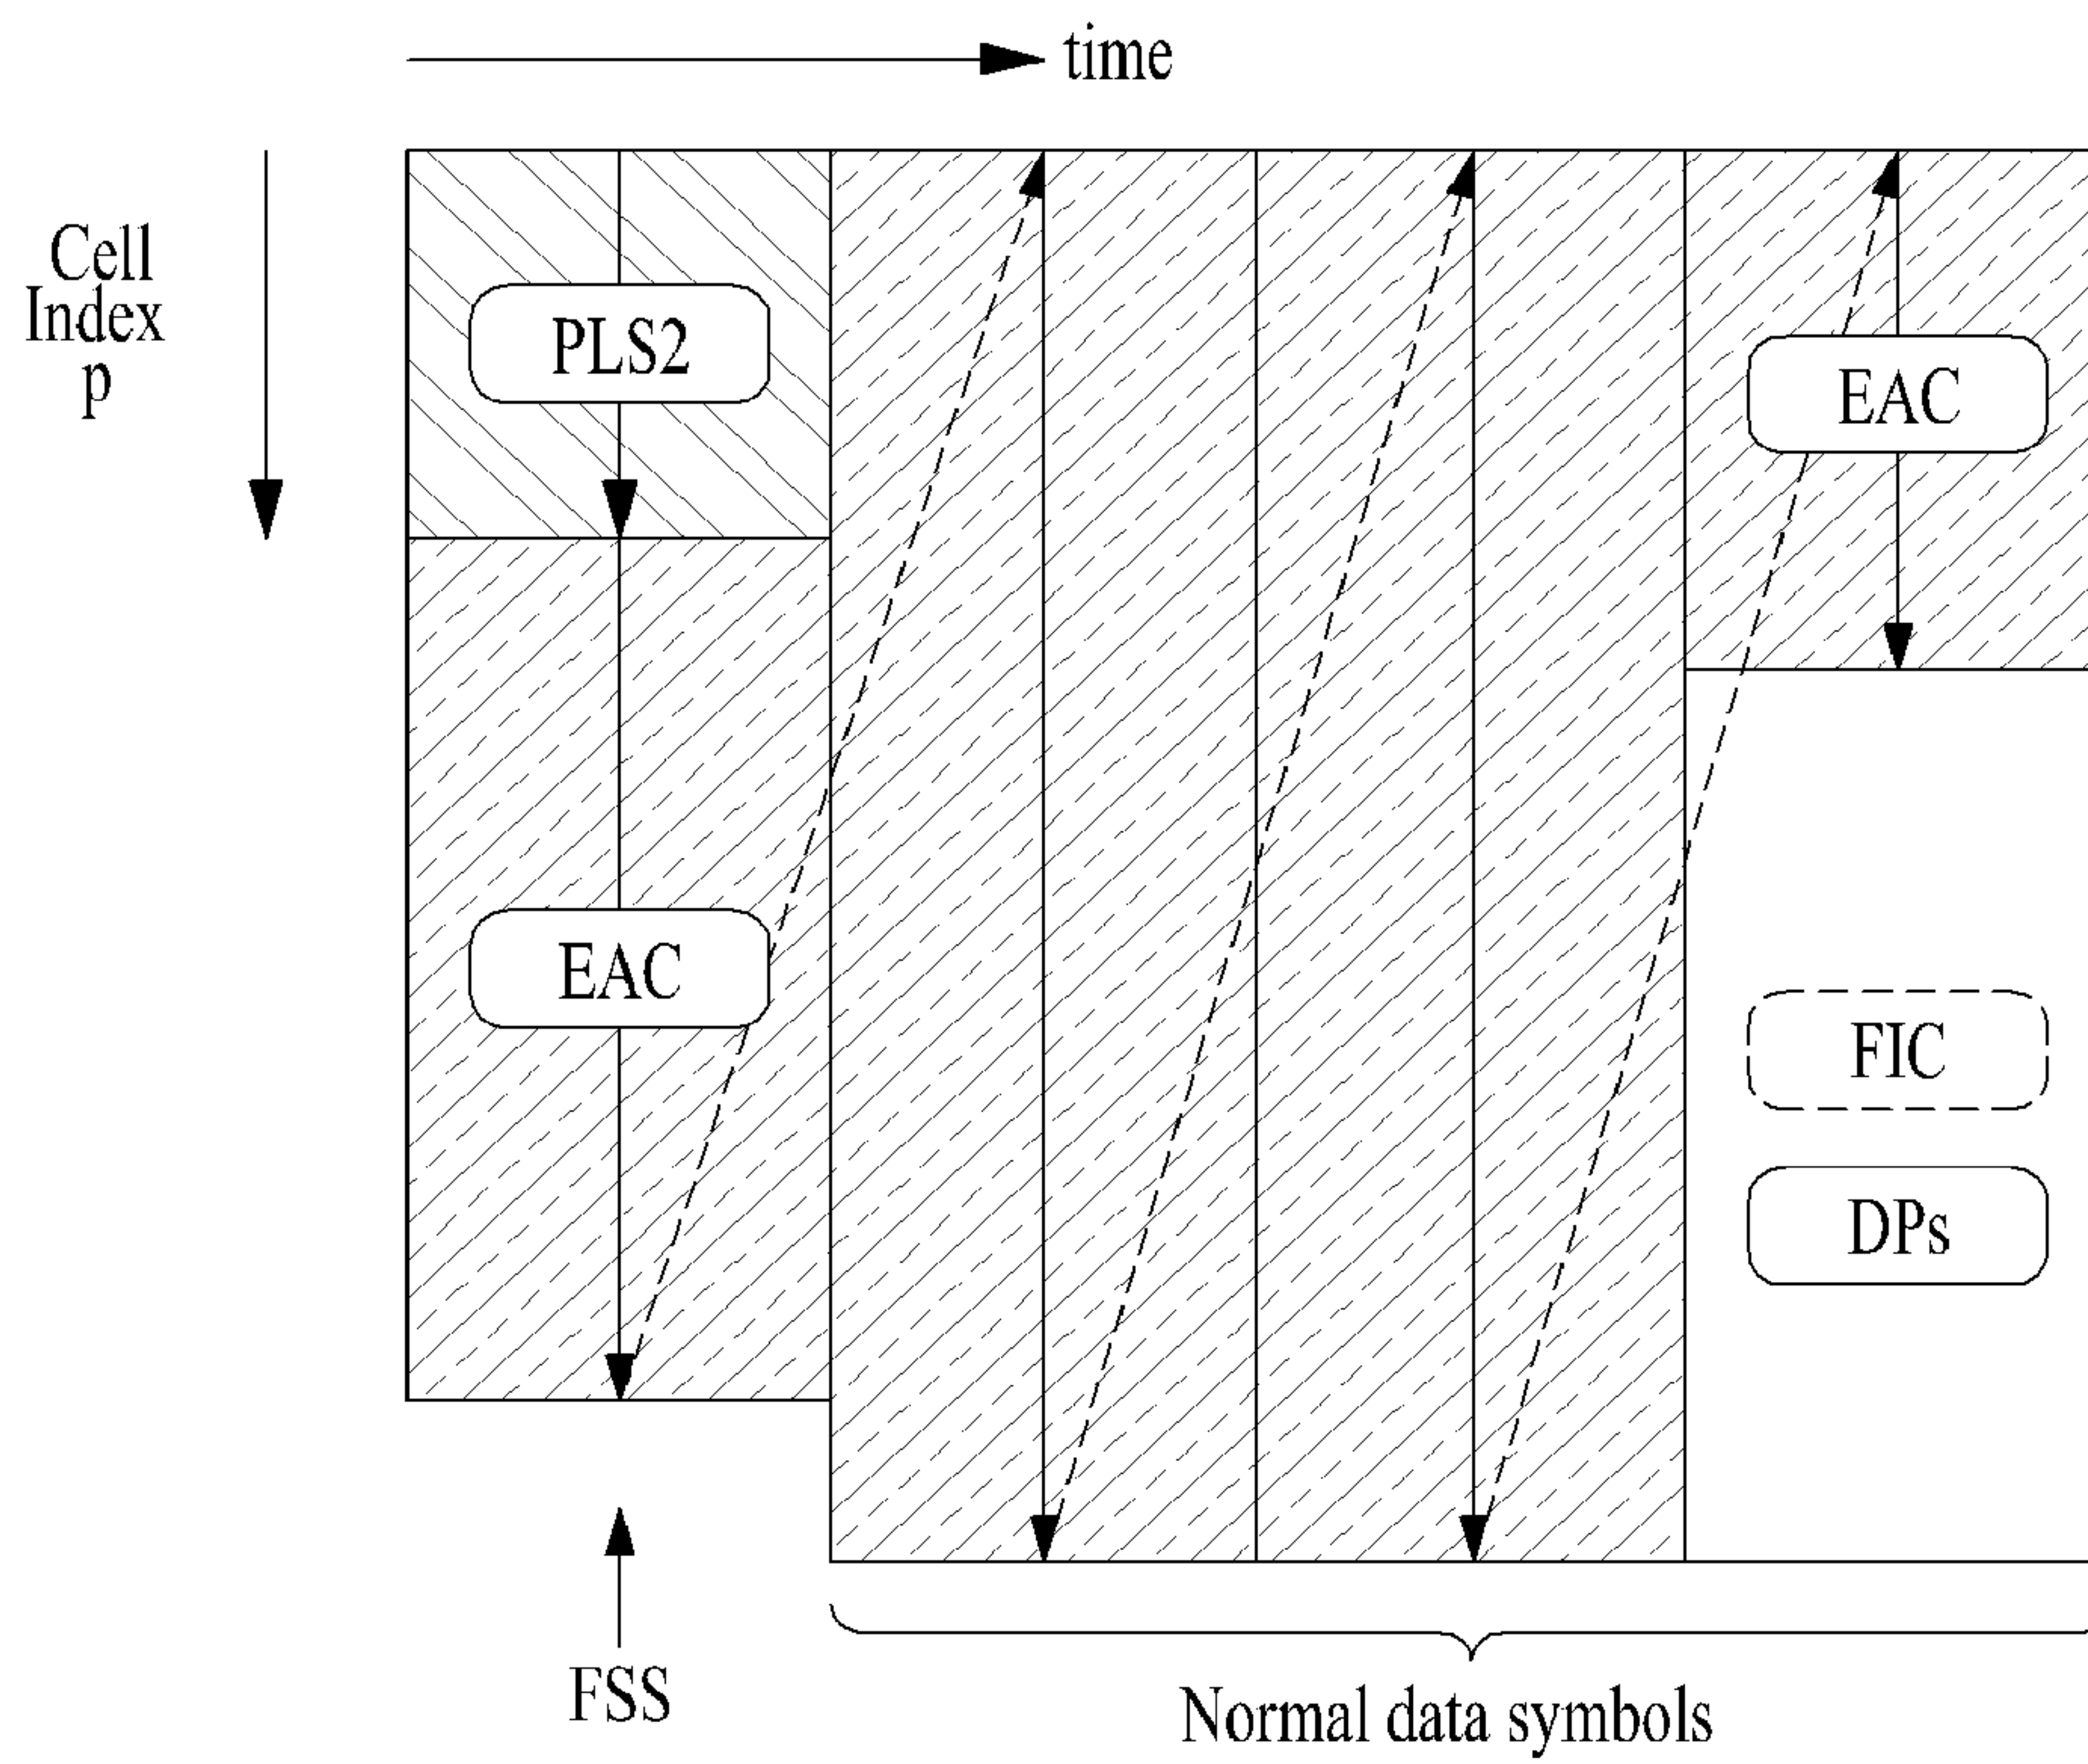 time
Cell
Index
p
PLS2
EAC
EAC
FIC
DPs
FSS
Normal data symbols